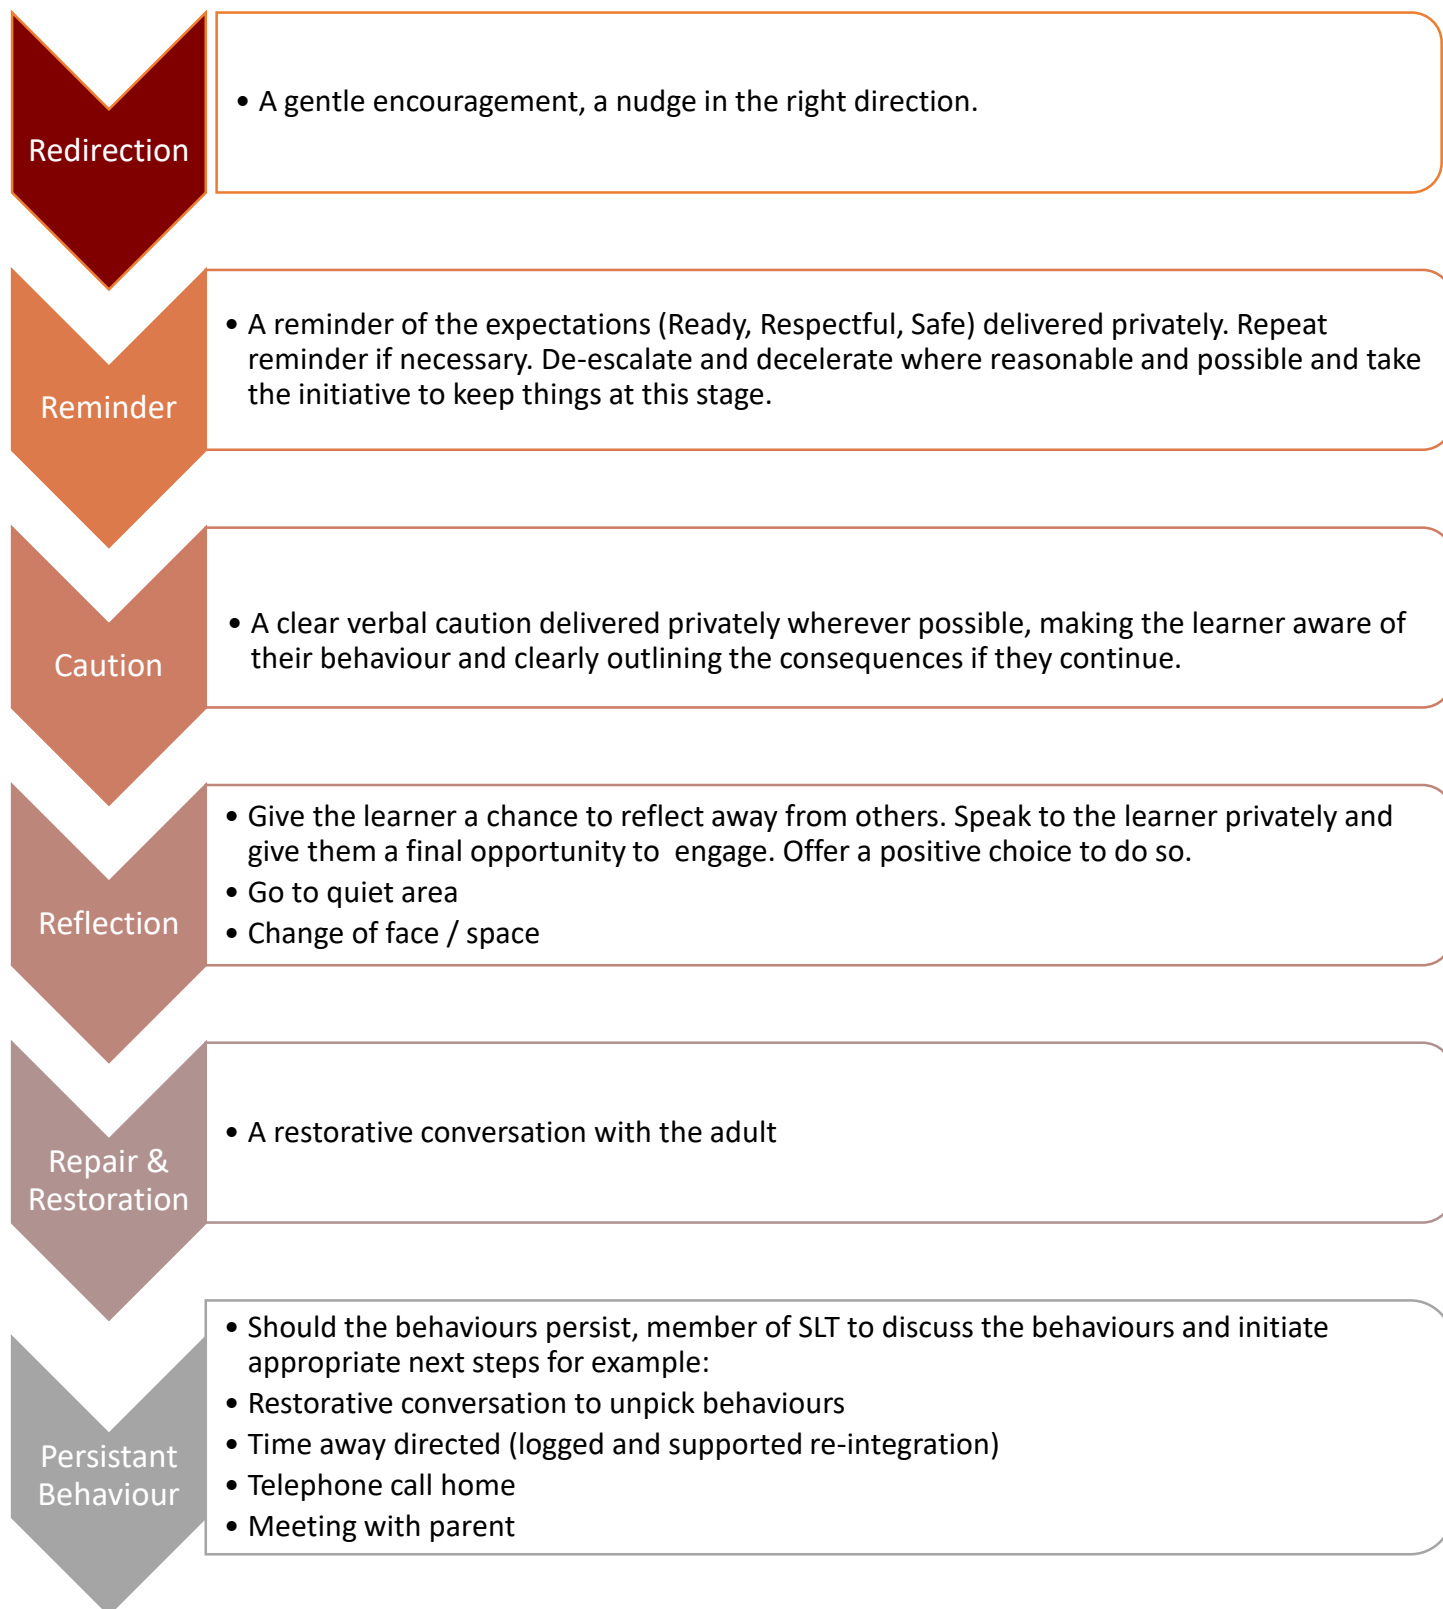 Redirection
• A gentle encouragement, a nudge in the right direction.
Reminder
• A reminder of the expectations (Ready, Respectful, Safe) delivered privately. Repeat
reminder if necessary. De-escalate and decelerate where reasonable and possible and take
the initiative to keep things at this stage.
Caution
• A clear verbal caution delivered privately wherever possible, making the learner aware of
their behaviour and clearly outlining the consequences if they continue.
Reflection
• Give the learner a chance to reflect away from others. Speak to the learner privately and
give them a final opportunity to  engage. Offer a positive choice to do so.
• Go to quiet area
• Change of face / space
Repair &
Restoration
• A restorative conversation with the adult
Persistant
Behaviour
• Should the behaviours persist, member of SLT to discuss the behaviours and initiate
appropriate next steps for example:
• Restorative conversation to unpick behaviours
• Time away directed (logged and supported re-integration)
• Telephone call home
• Meeting with parent